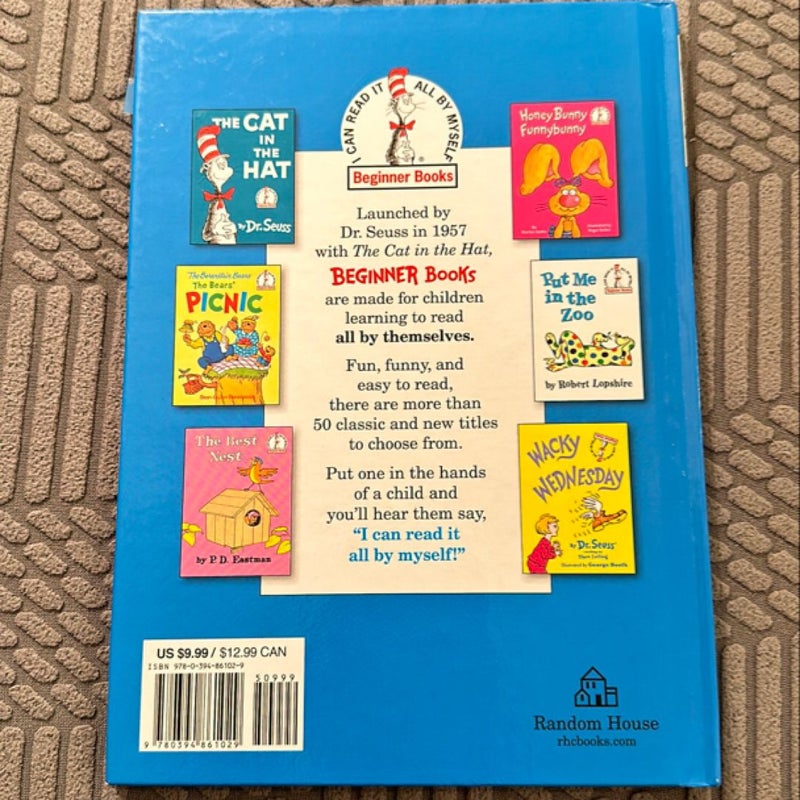 I CAN READ IT ALL BY MYSELF
Beginner Books
THE CAT
IN
THE
HAT
By Dr. Seuss
The Berenstain Bears
The Bears'
PICNIC
The Best
Nest
by P. D. Eastman
Launched by
Dr. Seuss in 1957
with The Cat in the Hat,
BEGINNER BOOKS
are made for children
learning to read
all by themselves.
Fun, funny, and
easy to read,
there are more than
50 classic and new titles
to choose from.
Put one in the hands
of a child and
you'll hear them say,
"I can read it
all by myself!"
Honey Bunny
Funnybunny
Put Me
in the
Zoo
by Robert Lopshire
WACKY
WEDNESDAY
By Dr. Seuss
Illustrated by George Booth
US $9.99 / $12.99 CAN
ISBN 978-0-394-86102-9
50999
9 780394 861029
Random House
rhcbooks.com